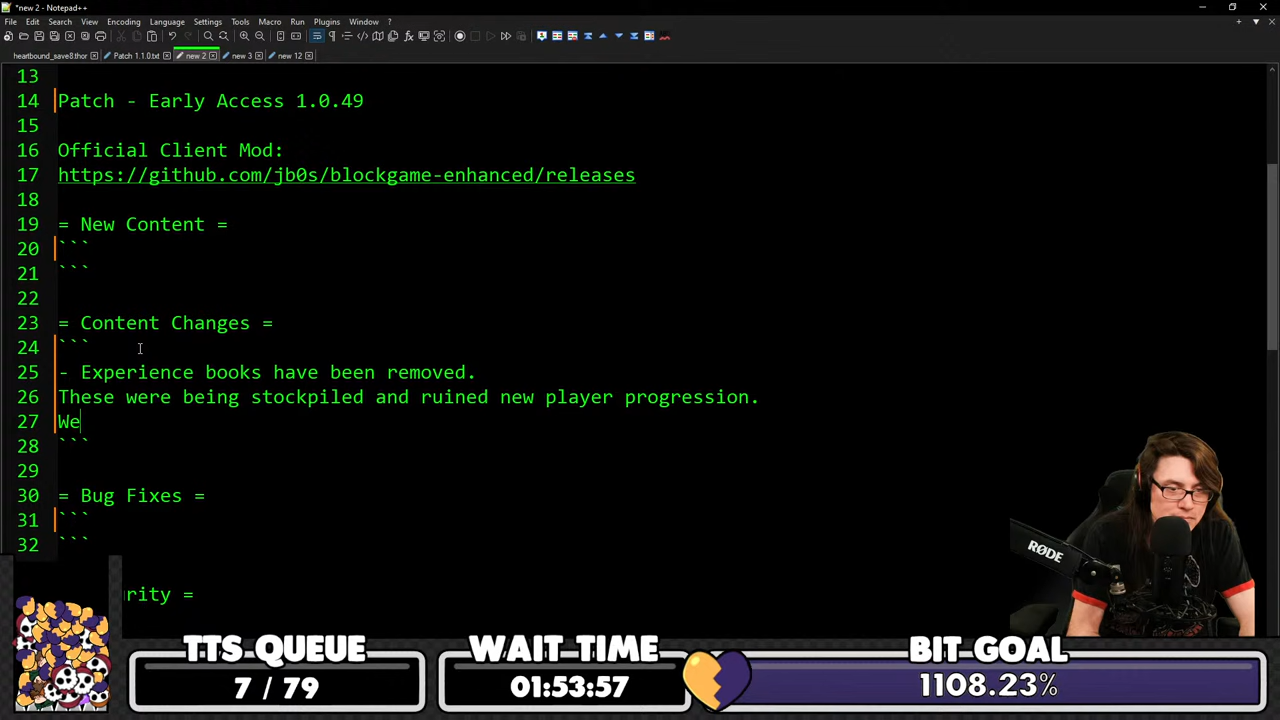 *new 2 - Notepad++
File Edit Search View Encoding Language Settings Tools Macro Run Plugins Window ?
heartbound_save8.thor Patch 1.1.0.txt new 2 new 3 new 12
13
14 Patch - Early Access 1.0.49
15
16 Official Client Mod:
17 https://github.com/jb0s/blockgame-enhanced/releases
18
19 = New Content =
20 ```
21 ```
22
23 = Content Changes =
24 ```
25 - Experience books have been removed.
26 These were being stockpiled and ruined new player progression.
27 We
28 ```
29
30 = Bug Fixes =
31 ```
32 ```
urity =
RØDE
TTS QUEUE
7 / 79
WAIT TIME
01:53:57
BIT GOAL
1108.23%